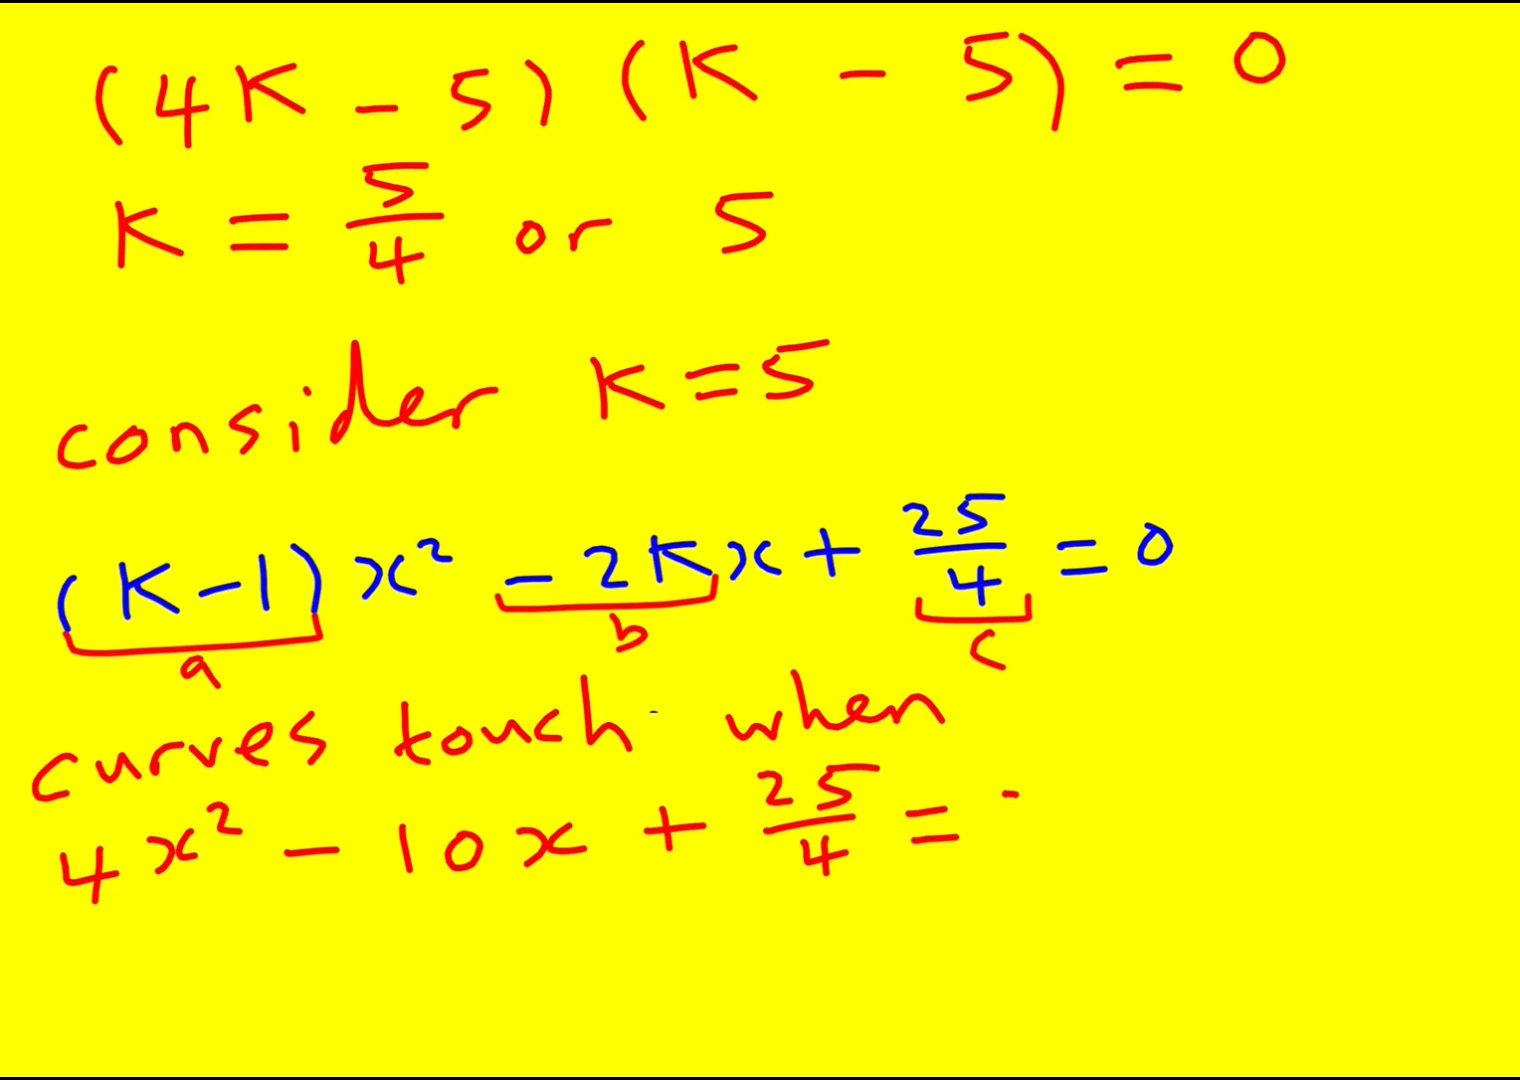 (4K - 5) (K - 5) = 0
K = 5/4 or 5
consider K = 5
(K - 1) x² - 2K x + 25/4 = 0
a b c
curves touch when
4x² - 10x + 25/4 =